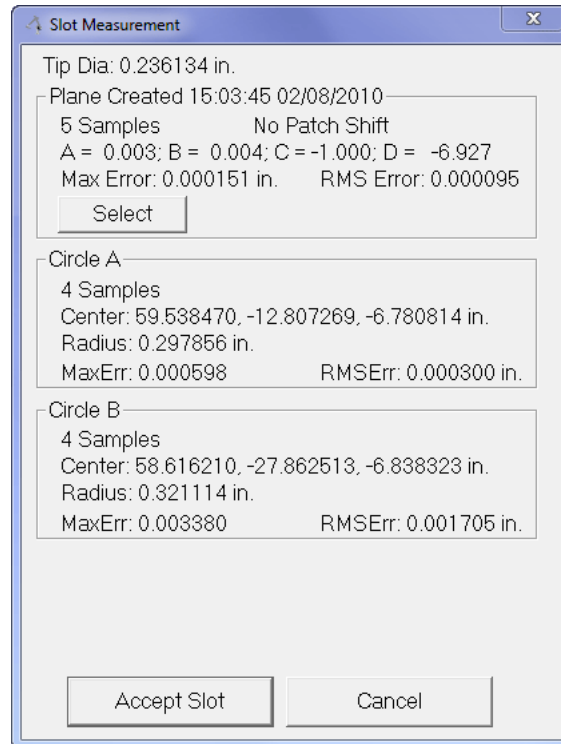 Slot Measurement
x
Tip Dia: 0.236134 in.
Plane Created 15:03:45 02/08/2010
5 Samples No Patch Shift
A = 0.003; B = 0.004; C = -1.000; D = -6.927
Max Error: 0.000151 in. RMS Error: 0.000095
Select
Circle A
4 Samples
Center: 59.538470, -12.807269, -6.780814 in.
Radius: 0.297856 in.
MaxErr: 0.000598 RMSErr: 0.000300 in.
Circle B
4 Samples
Center: 58.616210, -27.862513, -6.838323 in.
Radius: 0.321114 in.
MaxErr: 0.003380 RMSErr: 0.001705 in.
Accept Slot Cancel